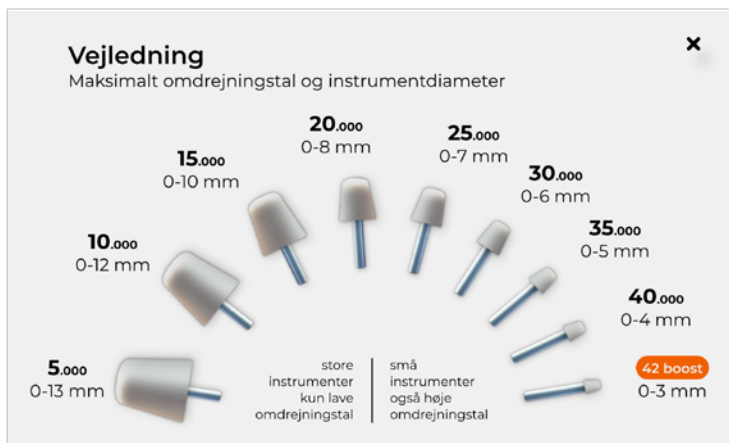 Vejledning
Maksimalt omdrejningstal og instrumentdiameter
5.000
0-13 mm
10.000
0-12 mm
15.000
0-10 mm
20.000
0-8 mm
25.000
0-7 mm
30.000
0-6 mm
35.000
0-5 mm
40.000
0-4 mm
42 boost
0-3 mm
store
instrumenter
kun lave
omdrejningstal
små
instrumenter
også høje
omdrejningstal